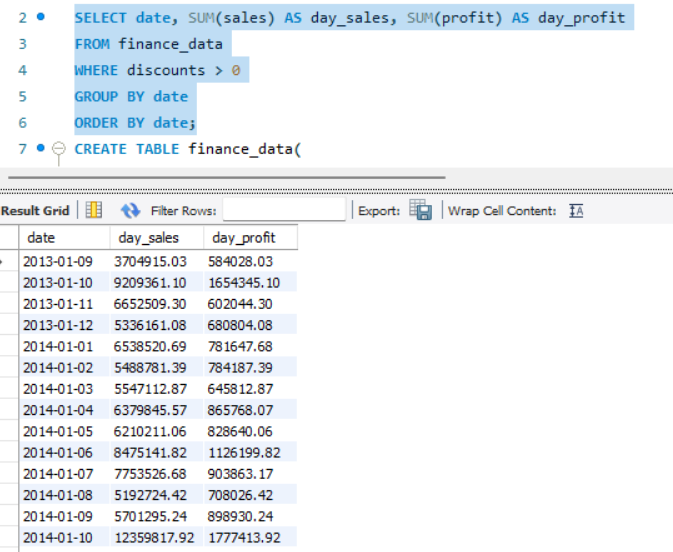 2 SELECT date, SUM(sales) AS day_sales, SUM(profit) AS day_profit
3 FROM finance_data
4 WHERE discounts > 0
5 GROUP BY date
6 ORDER BY date;
7 CREATE TABLE finance_data(
Result Grid Filter Rows: Export: Wrap Cell Content: IA
date day_sales day_profit
2013-01-09 3704915.03 584028.03
2013-01-10 9209361.10 1654345.10
2013-01-11 6652509.30 602044.30
2013-01-12 5336161.08 680804.08
2014-01-01 6538520.69 781647.68
2014-01-02 5488781.39 784187.39
2014-01-03 5547112.87 645812.87
2014-01-04 6379845.57 865768.07
2014-01-05 6210211.06 828640.06
2014-01-06 8475141.82 1126199.82
2014-01-07 7753526.68 903863.17
2014-01-08 5192724.42 708026.42
2014-01-09 5701295.24 898930.24
2014-01-10 12359817.92 1777413.92